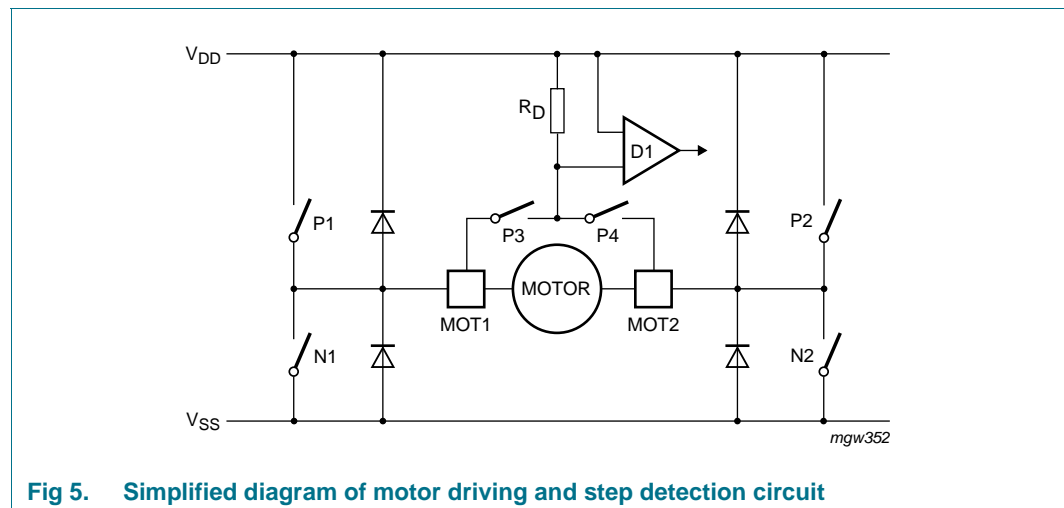 VDD
RD
D1
P1
P3
P4
P2
MOTOR
MOT1
MOT2
N1
N2
VSS
mgw352
Fig 5. Simplified diagram of motor driving and step detection circuit